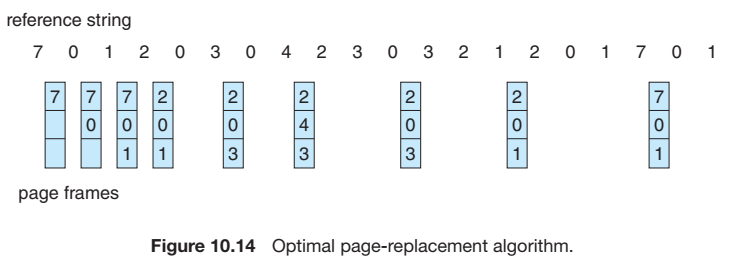 reference string
7 0 1 2 0 3 0 4 2 3 0 3 2 1 2 0 1 7 0 1
7 7 7 2 2 2 2 2 7
0 0 0 0 4 0 0 0
1 1 3 3 3 1 1
page frames
Figure 10.14 Optimal page-replacement algorithm.